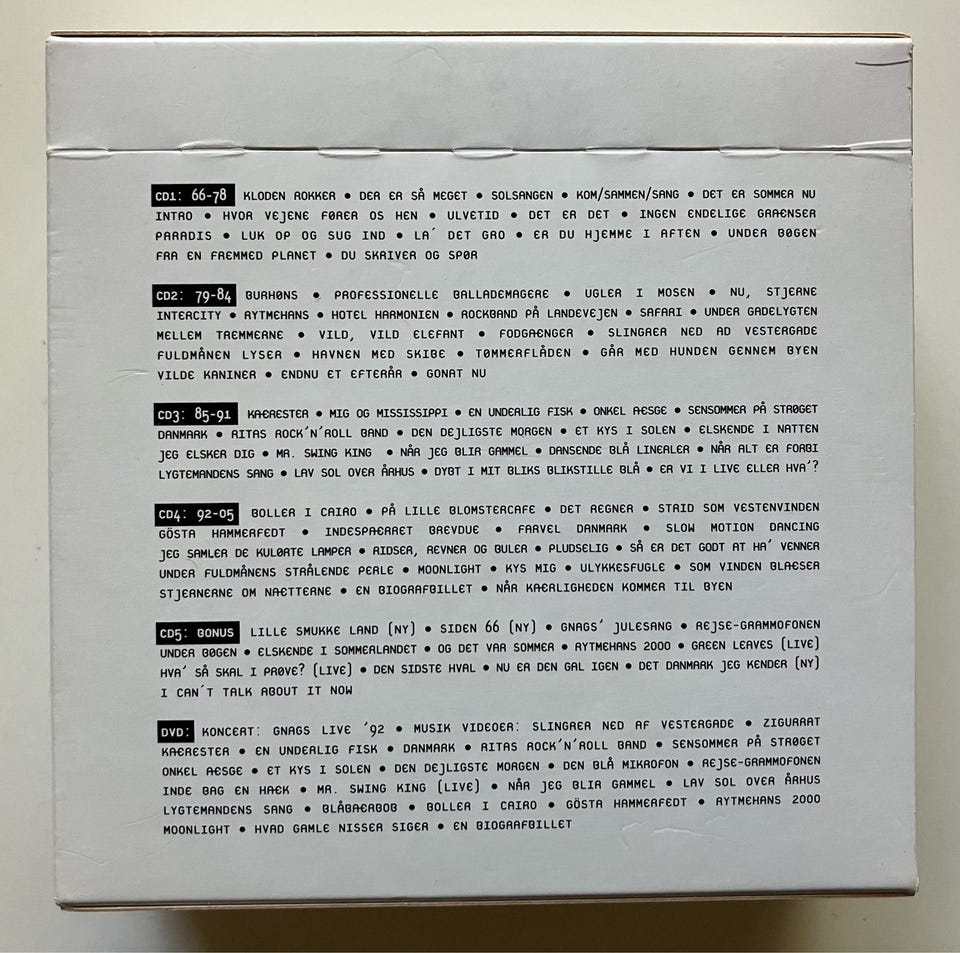 CD1: 66-78 KLODEN ROKKER • DER ER SÅ MEGET • SOLSANGEN • KOM/SAMMEN/SANG • DET ER SOMMER NU
INTRO • HVOR VEJENE FØRER OS HEN • ULVETID • DET ER DET • INGEN ENDELIGE GRÆNSER
PARADIS • LUK OP OG SUG IND • LA´ DET GRO • ER DU HJEMME I AFTEN • UNDER BØGEN
FRA EN FREMMED PLANET • DU SKRIVER OG SPØR
CD2: 79-84 BURHØNS • PROFESSIONELLE BALLADEMAGERE • UGLER I MOSEN • NU, STJERNE
INTERCITY • RYTMEHANS • HOTEL HARMONIEN • ROCKBAND PÅ LANDEVEJEN • SAFARI • UNDER GADELYGTEN
MELLEM TREMMERNE • VILD, VILD ELEFANT • FODGÆNGER • SLINGRER NED AD VESTERGADE
FULDMÅNEN LYSER • HAVNEN MED SKIBE • TØMMERFLÅDEN • GÅR MED HUNDEN GENNEM BYEN
VILDE KANINER • ENDNU ET EFTERÅR • GONAT NU
CD3: 85-91 KÆRESTER • MIG OG MISSISSIPPI • EN UNDERLIG FISK • ONKEL ÆSGE • SENSOMMER PÅ STRØGET
DANMARK • RITAS ROCK'N'ROLL BAND • DEN DEJLIGSTE MORGEN • ET KYS I SOLEN • ELSKENDE I NATTEN
JEG ELSKER DIG • MR. SWING KING • NÅR JEG BLIR GAMMEL • DANSENDE BLÅ LINEALER • NÅR ALT ER FORBI
LYGTEMANDENS SANG • LAV SOL OVER ÅRHUS • DYBT I MIT BLIKS BLIKSTILLE BLÅ • ER VI I LIVE ELLER HVA'?
CD4: 92-05 BOLLER I CAIRO • PÅ LILLE BLOMSTERCAFE • DET REGNER • STRID SOM VESTENVINDEN
GÖSTA HAMMERFEDT • INDESPÆRRET BREVDUE • FARVEL DANMARK • SLOW MOTION DANCING
JEG SAMLER DE KULØRTE LAMPER • RIDSER, REVNER OG BULER • PLUDSELIG • SÅ ER DET GODT AT HA' VENNER
UNDER FULDMÅNENS STRÅLENDE PERLE • MOONLIGHT • KYS MIG • ULYKKESFUGLE • SOM VINDEN BLÆSER
STJERNERNE OM NÆTTERNE • EN BIOGRAFBILLET • NÅR KÆRLIGHEDEN KOMMER TIL BYEN
CD5: BONUS LILLE SMUKKE LAND (NY) • SIDEN 66 (NY) • GNAGS' JULESANG • REJSE-GRAMMOFONEN
UNDER BØGEN • ELSKENDE I SOMMERLANDET • OG DET VAR SOMMER • RYTMEHANS 2000 • GREEN LEAVES (LIVE)
HVA' SÅ SKAL I PRØVE? (LIVE) • DEN SIDSTE HVAL • NU ER DEN GAL IGEN • DET DANMARK JEG KENDER (NY)
I CAN´T TALK ABOUT IT NOW
DVD: KONCERT: GNAGS LIVE '92 • MUSIK VIDEOER: SLINGRER NED AF VESTERGADE • ZIGURRAT
KÆRESTER • EN UNDERLIG FISK • DANMARK • RITAS ROCK'N'ROLL BAND • SENSOMMER PÅ STRØGET
ONKEL ÆSGE • ET KYS I SOLEN • DEN DEJLIGSTE MORGEN • DEN BLÅ MIKROFON • REJSE-GRAMMOFONEN
INDE BAG EN HÆK • MR. SWING KING (LIVE) • NÅR JEG BLIR GAMMEL • LAV SOL OVER ÅRHUS
LYGTEMANDENS SANG • BLÅBÆRBOB • BOLLER I CAIRO • GÖSTA HAMMERFEDT • RYTMEHANS 2000
MOONLIGHT • HVAD GAMLE NISSER SIGER • EN BIOGRAFBILLET